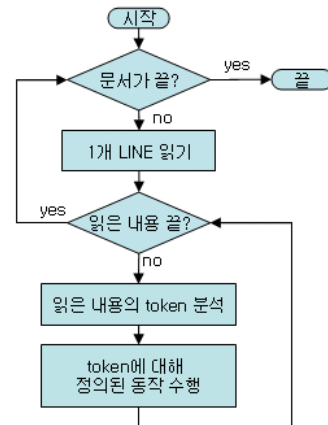 시작
문서가 끝?
yes
끝
no
1개 LINE 읽기
yes
읽은 내용 끝?
no
읽은 내용의 token 분석
token에 대해
정의된 동작 수행